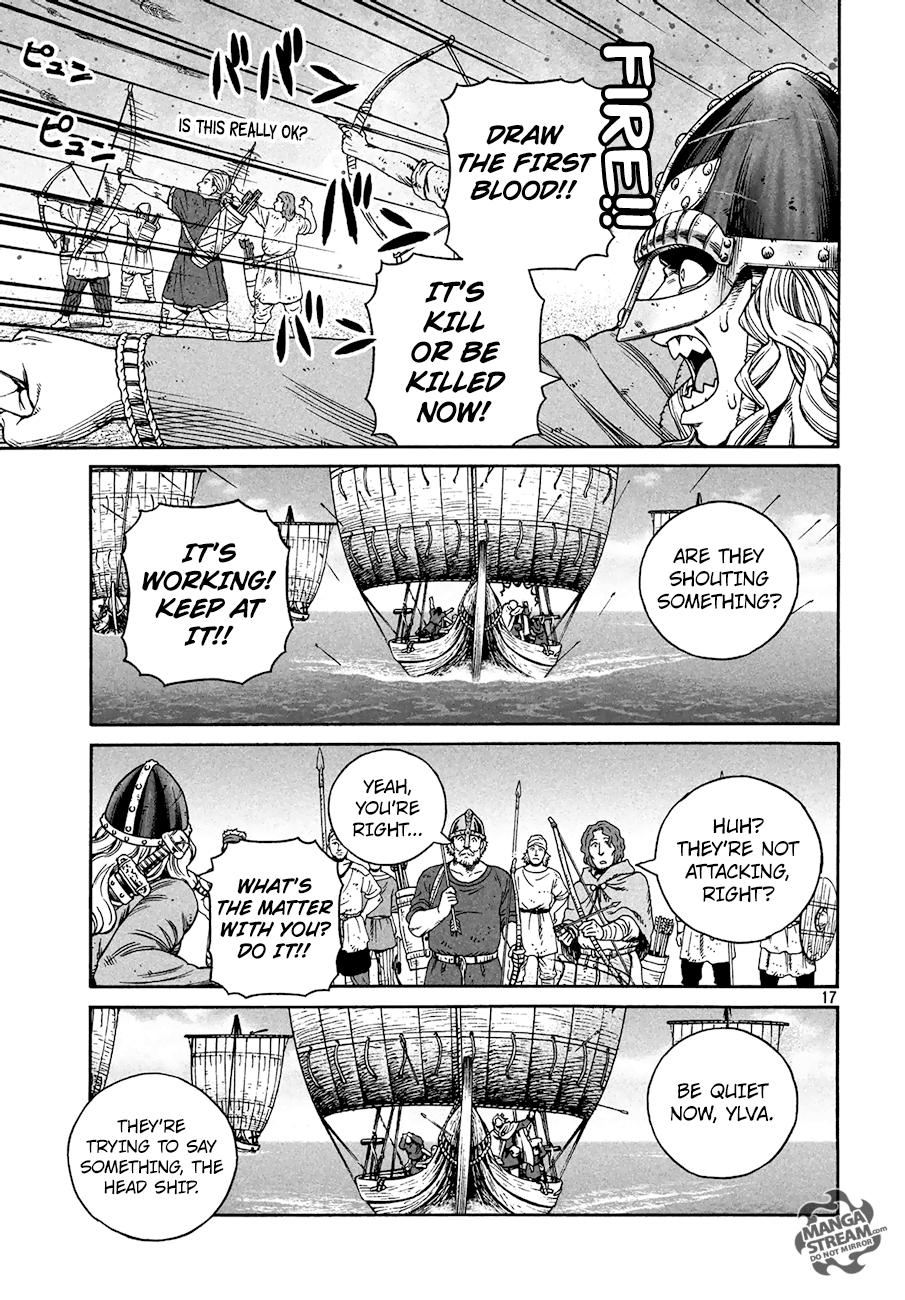 FIRE!!
DRAW
THE FIRST
BLOOD!!
IT'S
KILL
OR BE
KILLED
NOW!
ババババン
IS THIS REALLY OK?
ピュン
ピュン
ババン
ARE THEY
SHOUTING
SOMETHING?
IT'S
WORKING!
KEEP AT
IT!!
HUH?
THEY'RE NOT
ATTACKING,
RIGHT?
YEAH,
YOU'RE
RIGHT...
WHAT'S
THE MATTER
WITH YOU?
DO IT!!
17
BE QUIET
NOW, YLVA.
THEY'RE
TRYING TO SAY
SOMETHING, THE
HEAD SHIP.
MANGA
STREAM.com
DO NOT MIRROR